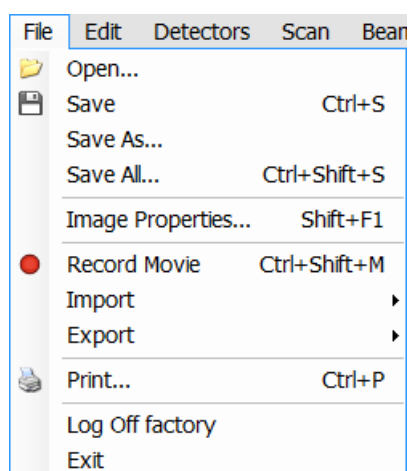 File Edit Detectors Scan Bear
Open...
Save Ctrl+S
Save As...
Save All... Ctrl+Shift+S
Image Properties... Shift+F1
Record Movie Ctrl+Shift+M
Import
Export
Print... Ctrl+P
Log Off factory
Exit